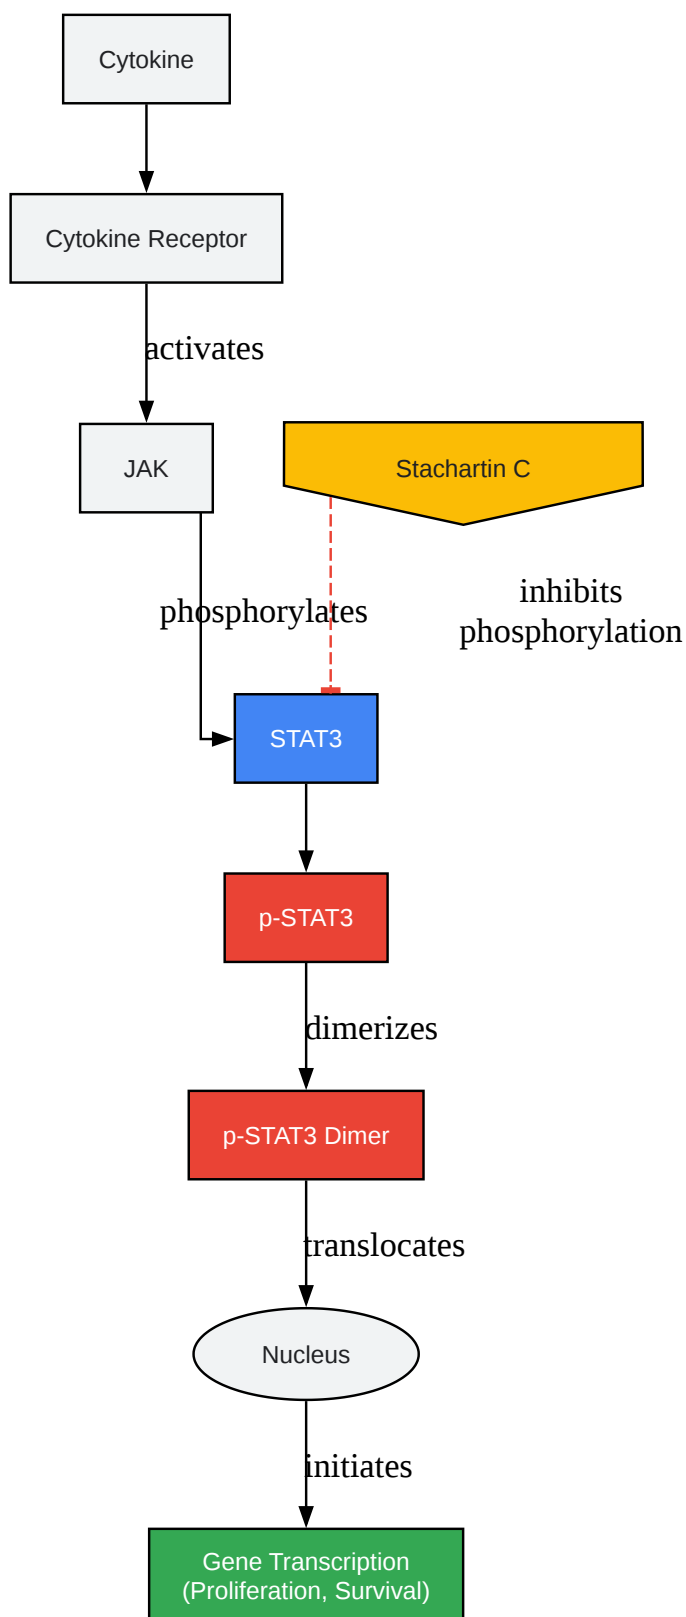 Cytokine
Cytokine Receptor
activates
JAK
Stachartin C
phosphorylates
inhibits
phosphorylation
STAT3
p-STAT3
dimerizes
p-STAT3 Dimer
translocates
Nucleus
initiates
Gene Transcription
(Proliferation, Survival)